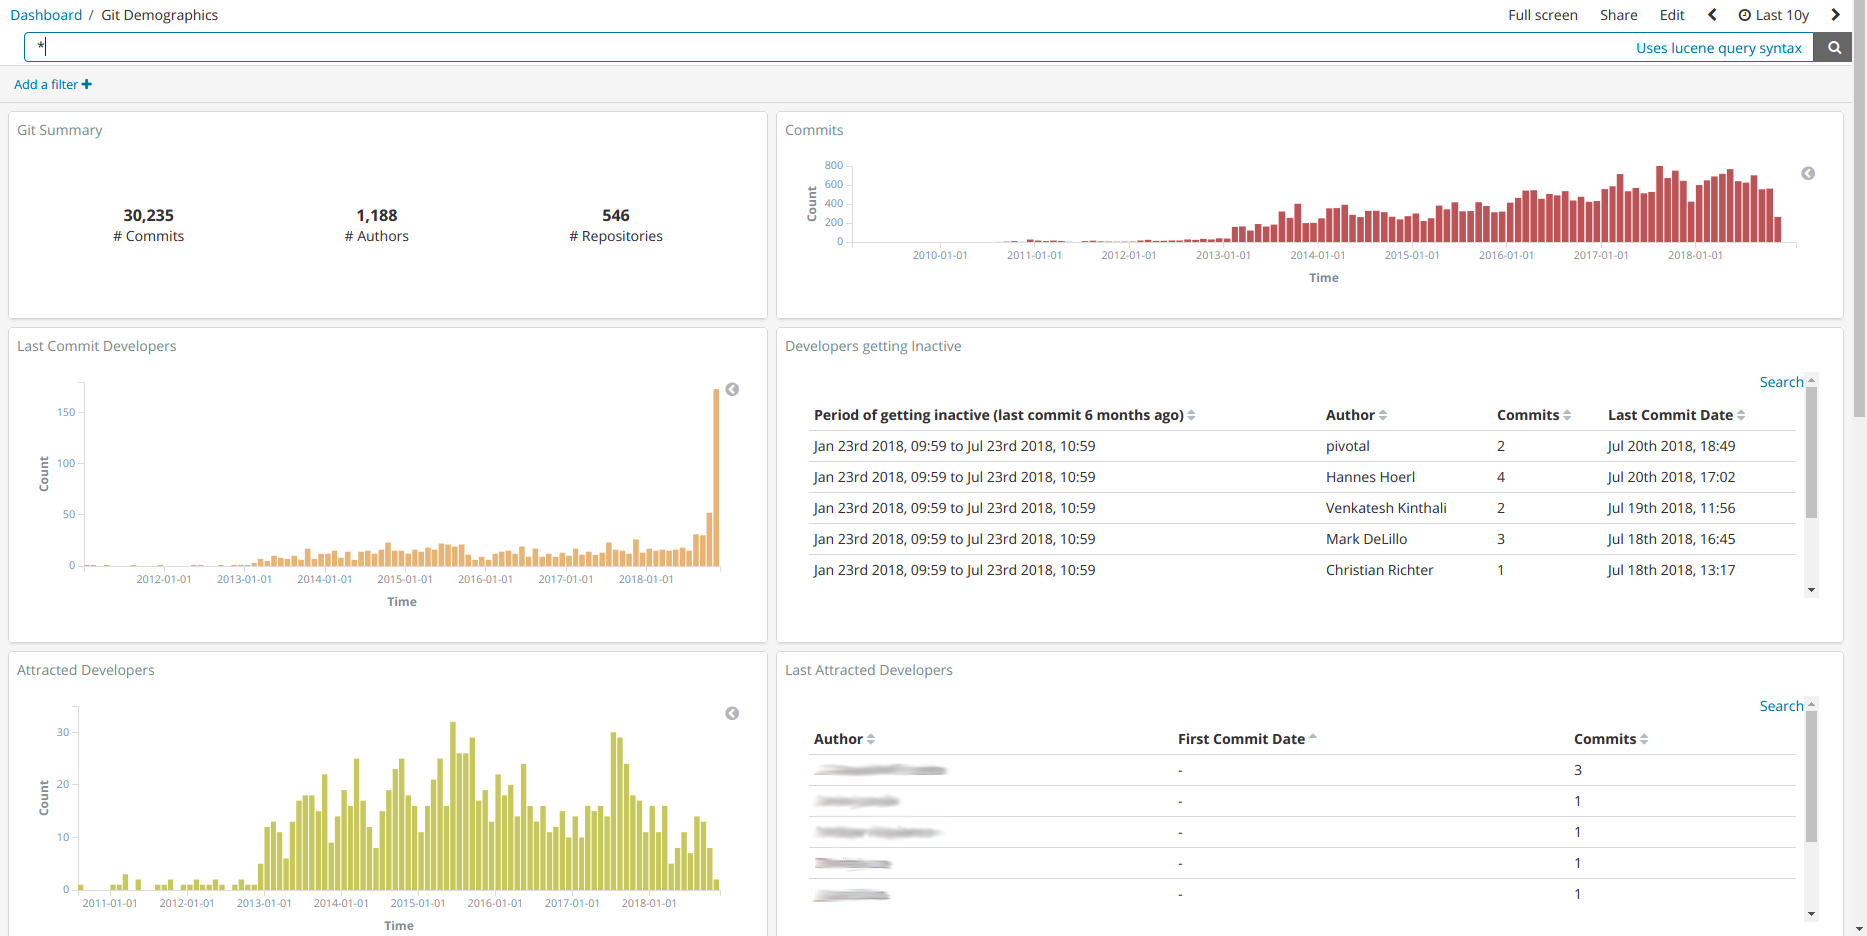 Dashboard / Git Demographics
Full screen Share Edit Last 10y
*
Uses lucene query syntax
Add a filter
Git Summary
30,235 1,188 546
# Commits # Authors # Repositories
Commits
800
600
400
200
0
Count
2010-01-01 2011-01-01 2012-01-01 2013-01-01 2014-01-01 2015-01-01 2016-01-01 2017-01-01 2018-01-01
Time
Last Commit Developers
150
100
50
0
Count
2012-01-01 2013-01-01 2014-01-01 2015-01-01 2016-01-01 2017-01-01 2018-01-01
Time
Developers getting Inactive
Search
Period of getting inactive (last commit 6 months ago) Author Commits Last Commit Date
Jan 23rd 2018, 09:59 to Jul 23rd 2018, 10:59 pivotal 2 Jul 20th 2018, 18:49
Jan 23rd 2018, 09:59 to Jul 23rd 2018, 10:59 Hannes Hoerl 4 Jul 20th 2018, 17:02
Jan 23rd 2018, 09:59 to Jul 23rd 2018, 10:59 Venkatesh Kinthali 2 Jul 19th 2018, 11:56
Jan 23rd 2018, 09:59 to Jul 23rd 2018, 10:59 Mark DeLillo 3 Jul 18th 2018, 16:45
Jan 23rd 2018, 09:59 to Jul 23rd 2018, 10:59 Christian Richter 1 Jul 18th 2018, 13:17
Attracted Developers
30
20
10
0
Count
2011-01-01 2012-01-01 2013-01-01 2014-01-01 2015-01-01 2016-01-01 2017-01-01 2018-01-01
Time
Last Attracted Developers
Search
Author First Commit Date Commits
- 3
- 1
- 1
- 1
- 1